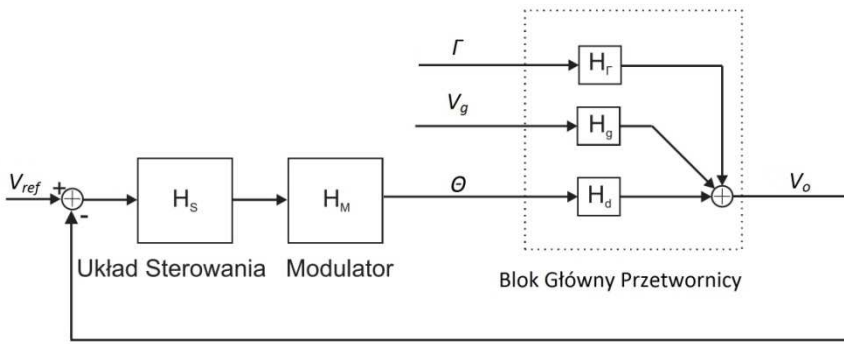 Γ
H_Γ
V_g
H_g
V_ref
+
-
H_S
H_M
Θ
H_d
V_o
Układ Sterowania
Modulator
Blok Główny Przetwornicy